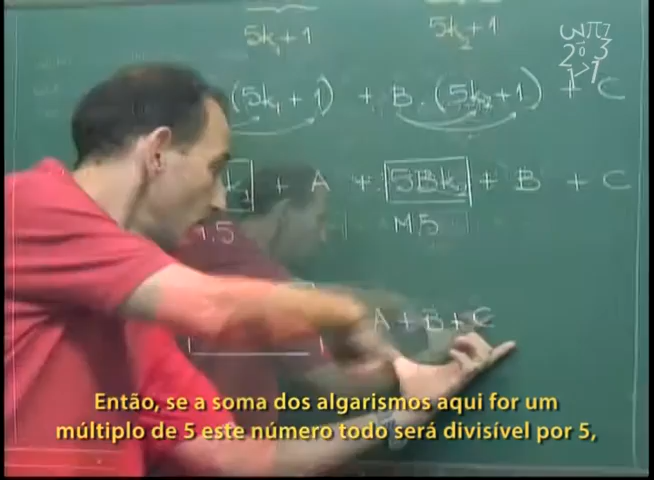 5k₁+1 5k₂+1
(5k₁+1) + B.(5k₂+1) + C
+ A + 5Bk₂ + B + C
M5
A + B + C
Então, se a soma dos algarismos aqui for um
múltiplo de 5 este número todo será divisível por 5,